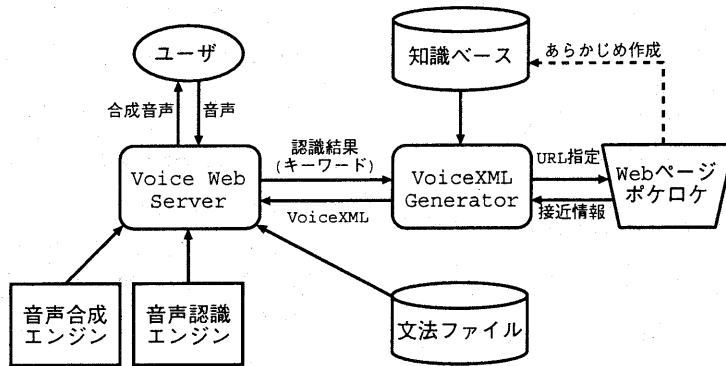 ユーザ
知識ベース
あらかじめ作成
合成音声
音声
認識結果
(キーワード)
URL指定
Voice Web
Server
VoiceXML
Generator
Webページ
ポケロケ
VoiceXML
接近情報
音声合成
エンジン
音声認識
エンジン
文法ファイル